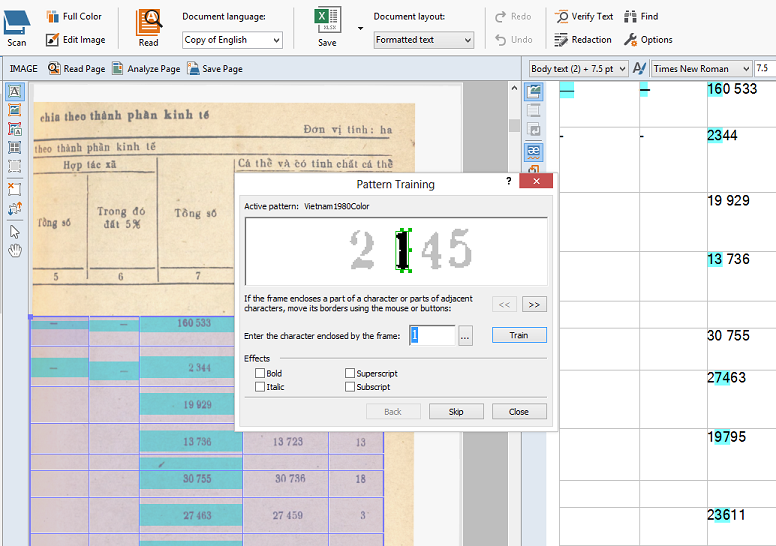 Full Color
Edit Image
Scan
Read
Document language:
Copy of English
XLSX
Save
Document layout:
Formatted text
Redo
Undo
Verify Text
Find
Redaction
Options
IMAGE
Read Page
Analyze Page
Save Page
Body text (2) + 7.5 pt
Times New Roman
7.5
chia theo thành phần kinh tế
Đơn vị tính : ha
theo thành phần kinh tế
Hợp tác xã
Cá thể và có tính chất cá thể
Tổng số
Trong đó
đất 5%
Tổng số
5
6
7
— — 160 533
— — 2 344
19 929
13 736 13 723 13
30 755 30 736 18
27 463 27 459 3
Pattern Training
?
Active pattern: Vietnam1980Color
2 1 45
If the frame encloses a part of a character or parts of adjacent
characters, move its borders using the mouse or buttons:
<< >>
Enter the character enclosed by the frame: 1 ... Train
Effects
Bold
Superscript
Italic
Subscript
Back Skip Close
— – 160 533
- - 2344
19 929
13 736
30 755
27463
19795
23611